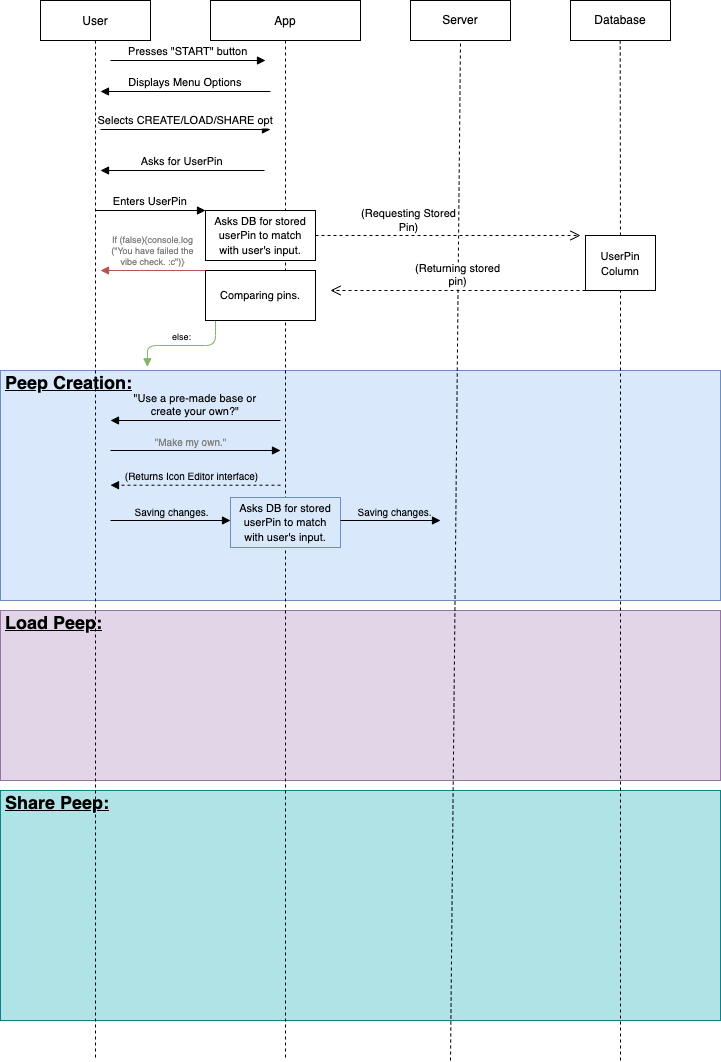 User
App
Server
Database
Presses "START" button
Displays Menu Options
Selects CREATE/LOAD/SHARE opt
Asks for UserPin
Enters UserPin
Asks DB for stored
userPin to match
with user's input.
(Requesting Stored
Pin)
If (false){console.log
("You have failed the
vibe check. :c")}
UserPin
Column
(Returning stored
pin)
Comparing pins.
else:
Peep Creation:
"Use a pre-made base or
create your own?"
"Make my own."
(Returns Icon Editor interface)
Saving changes.
Asks DB for stored
userPin to match
with user's input.
Saving changes.
Load Peep:
Share Peep: